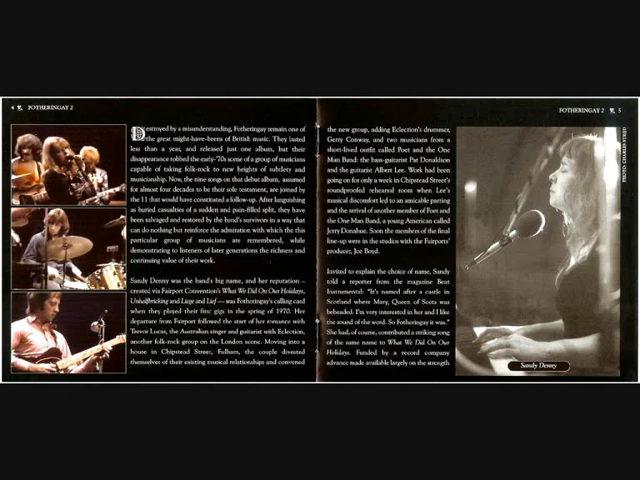 4 FOTHERINGAY 2
Destroyed by a misunderstanding, Fotheringay remain one of
the great might-have-beens of British music. They lasted
less than a year, and released just one album, but their
disappearance robbed the early-'70s scene of a group of musicians
capable of taking folk-rock to new heights of subtlety and
musicianship. Now, the nine songs on that debut album, assumed
for almost four decades to be their sole testament, are joined by
the 11 that would have constituted a follow-up. After languishing
as buried casualties of a sudden and pain-filled split, they have
been salvaged and restored by the band's survivors in a way that
can do nothing but reinforce the admiration with which the this
particular group of musicians are remembered, while
demonstrating to listeners of later generations the richness and
continuing value of their work.
Sandy Denny was the band's big name, and her reputation –
created via Fairport Convention's What We Did On Our Holidays,
Unhalfbricking and Liege and Lief — was Fotheringay's calling card
when they played their first gigs in the spring of 1970. Her
departure from Fairport followed the start of her romance with
Trevor Lucas, the Australian singer and guitarist with Eclection,
another folk-rock group on the London scene. Moving into a
house in Chipstead Street, Fulham, the couple divested
themselves of their existing musical relationships and convened
FOTHERINGAY 2 5
the new group, adding Eclection's drummer,
Gerry Conway, and two musicians from a
short-lived outfit called Poet and the One
Man Band: the bass-guitarist Pat Donaldson
and the guitarist Albert Lee. Work had been
going on for only a week in Chipstead Street's
soundproofed rehearsal room when Lee's
musical discomfort led to an amicable parting
and the arrival of another member of Poet and
the One Man Band, a young American called
Jerry Donahue. Soon the members of the final
line-up were in the studios with the Fairports'
producer, Joe Boyd.
Invited to explain the choice of name, Sandy
told a reporter from the magazine Beat
Instrumental: "It's named after a castle in
Scotland where Mary, Queen of Scots was
beheaded. I'm very interested in her and I like
the sound of the word. So Fotheringay it was."
She had, of course, contributed a striking song
of the same name to What We Did On Our
Holidays. Funded by a record company
advance made available largely on the strength
Sandy Denny